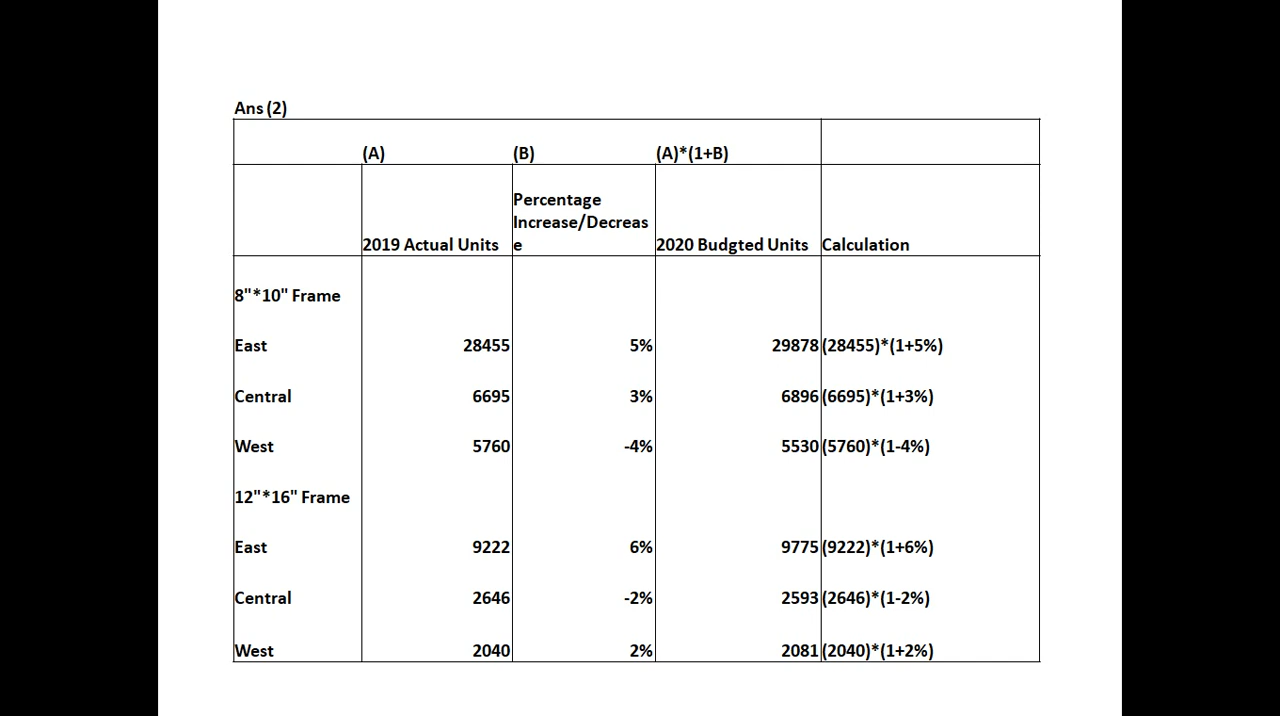 Ans (2)
(A) (B) (A)*(1+B)
Percentage
Increase/Decreas
2019 Actual Units e 2020 Budgted Units Calculation
8"*10" Frame
East 28455 5% 29878 (28455)*(1+5%)
Central 6695 3% 6896 (6695)*(1+3%)
West 5760 -4% 5530 (5760)*(1-4%)
12"*16" Frame
East 9222 6% 9775 (9222)*(1+6%)
Central 2646 -2% 2593 (2646)*(1-2%)
West 2040 2% 2081 (2040)*(1+2%)